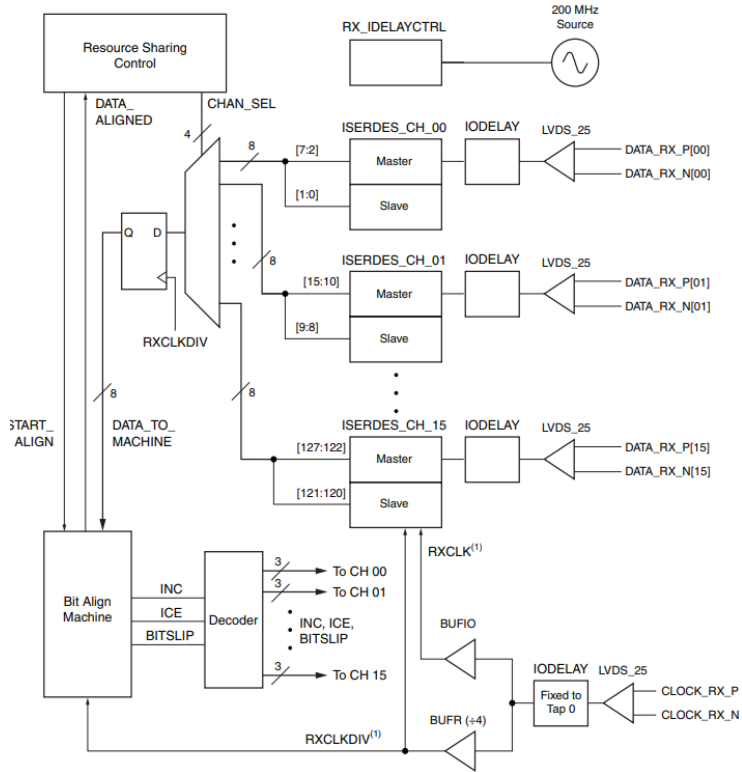 200 MHz
Source
RX_IDELAYCTRL
Resource Sharing
Control
DATA_
ALIGNED
CHAN_SEL
4
8
[7:2]
[1:0]
ISERDES_CH_00
Master
Slave
IODELAY
LVDS_25
DATA_RX_P[00]
DATA_RX_N[00]
Q D
RXCLKDIV
8
[15:10]
[9:8]
ISERDES_CH_01
Master
Slave
IODELAY
LVDS_25
DATA_RX_P[01]
DATA_RX_N[01]
8
START_
ALIGN
8
DATA_TO_
MACHINE
[127:122]
[121:120]
ISERDES_CH_15
Master
Slave
IODELAY
LVDS_25
DATA_RX_P[15]
DATA_RX_N[15]
RXCLK(1)
Bit Align
Machine
INC
ICE
BITSLIP
Decoder
3
To CH 00
3
To CH 01
INC, ICE,
BITSLIP
3
To CH 15
BUFIO
IODELAY
Fixed to
Tap 0
LVDS_25
CLOCK_RX_P
CLOCK_RX_N
BUFR (÷4)
RXCLKDIV(1)